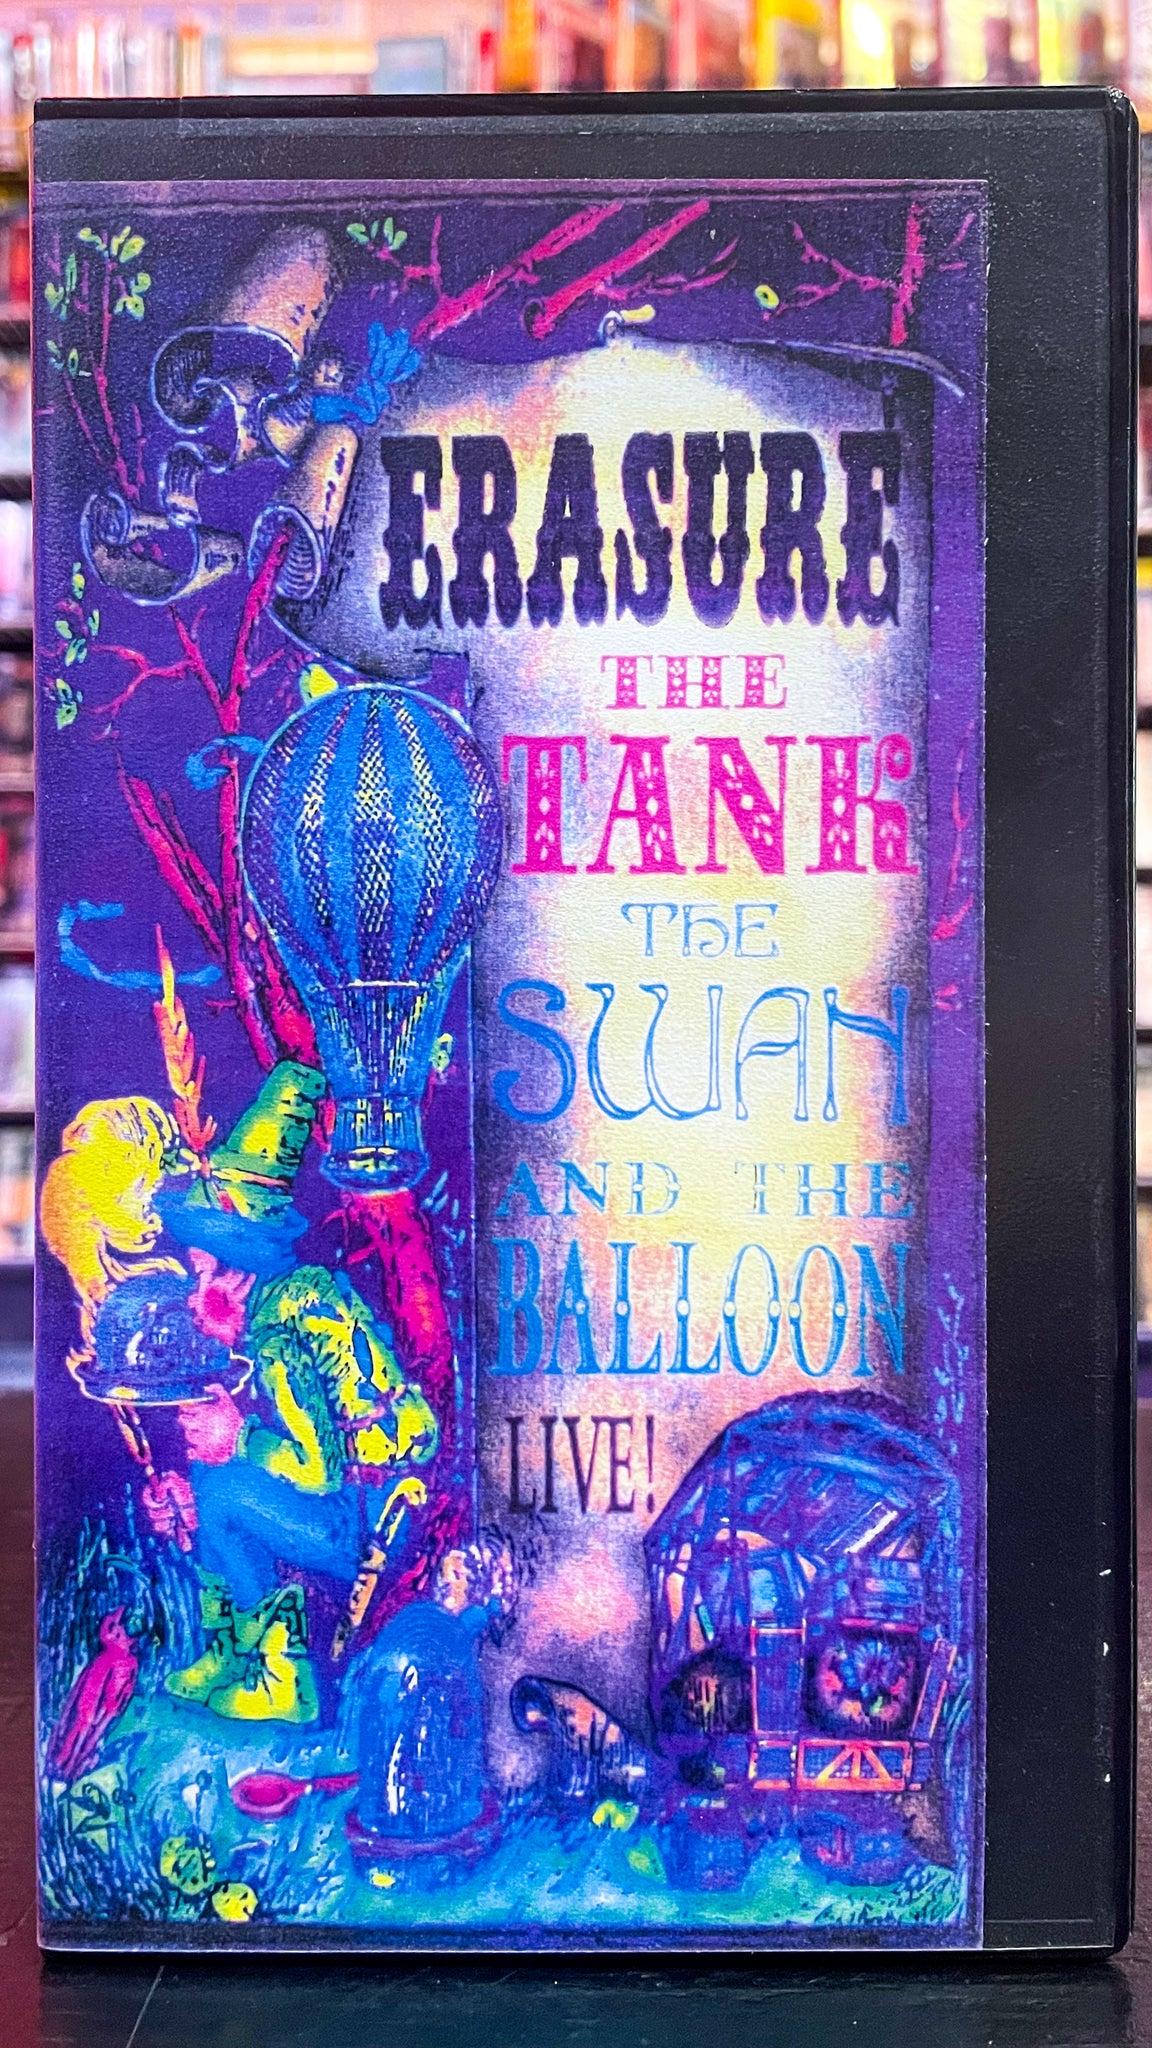 ERASURE
THE
TANK
THE
SWAN
AND THE
BALLOON
LIVE!